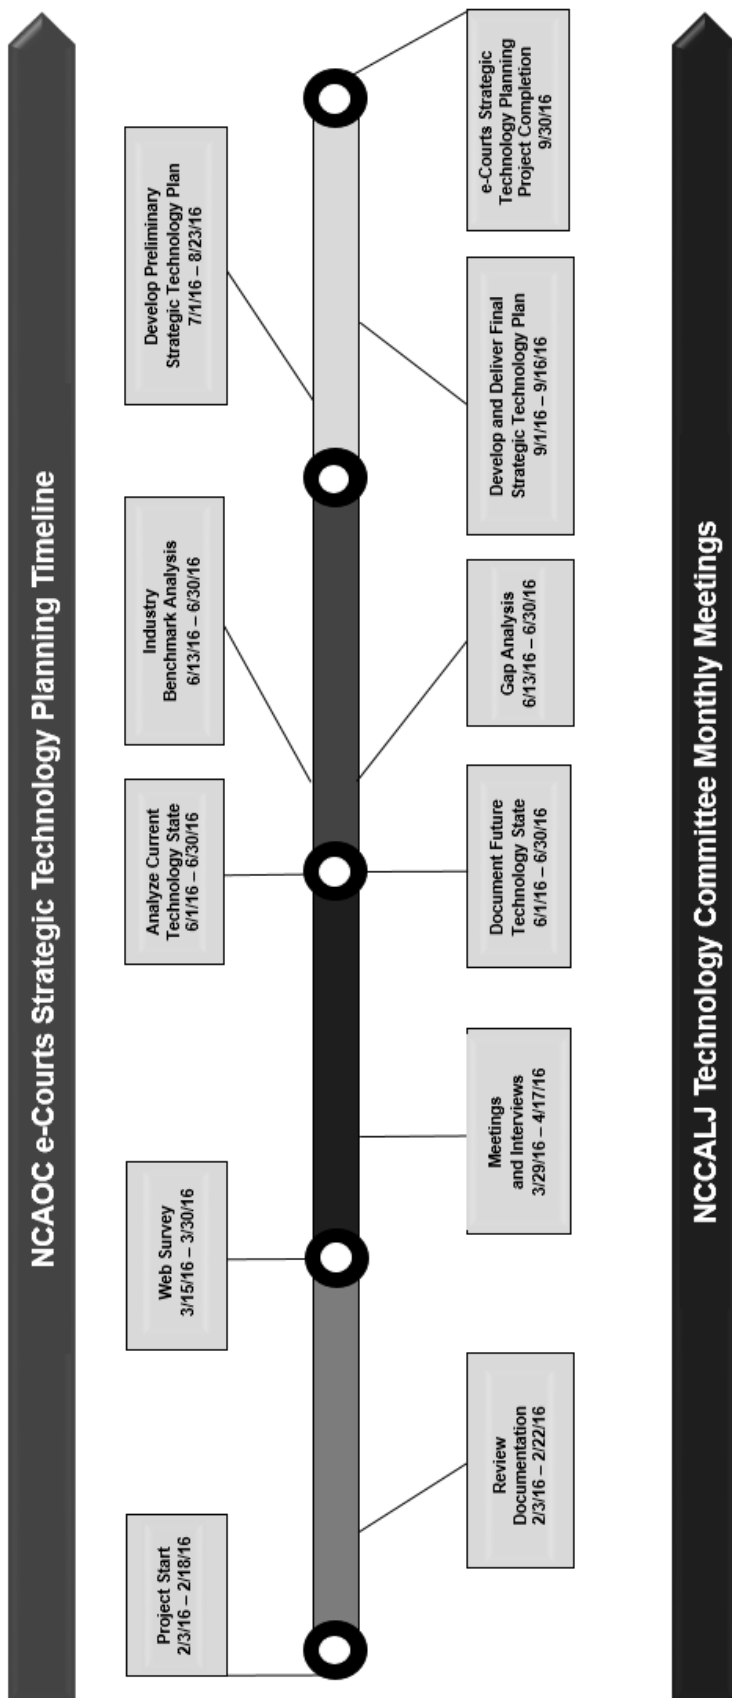 NCAOC e-Courts Strategic Technology Planning Timeline
Project Start
2/3/16 – 2/18/16
Web Survey
3/15/16 – 3/30/16
Analyze Current
Technology State
6/1/16 – 6/30/16
Industry
Benchmark Analysis
6/13/16 – 6/30/16
Develop Preliminary
Strategic Technology Plan
7/1/16 – 8/23/16
Review
Documentation
2/3/16 – 2/22/16
Meetings
and Interviews
3/29/16 – 4/17/16
Document Future
Technology State
6/1/16 – 6/30/16
Gap Analysis
6/13/16 – 6/30/16
Develop and Deliver Final
Strategic Technology Plan
9/1/16 – 9/16/16
e-Courts Strategic
Technology Planning
Project Completion
9/30/16
NCCALJ Technology Committee Monthly Meetings